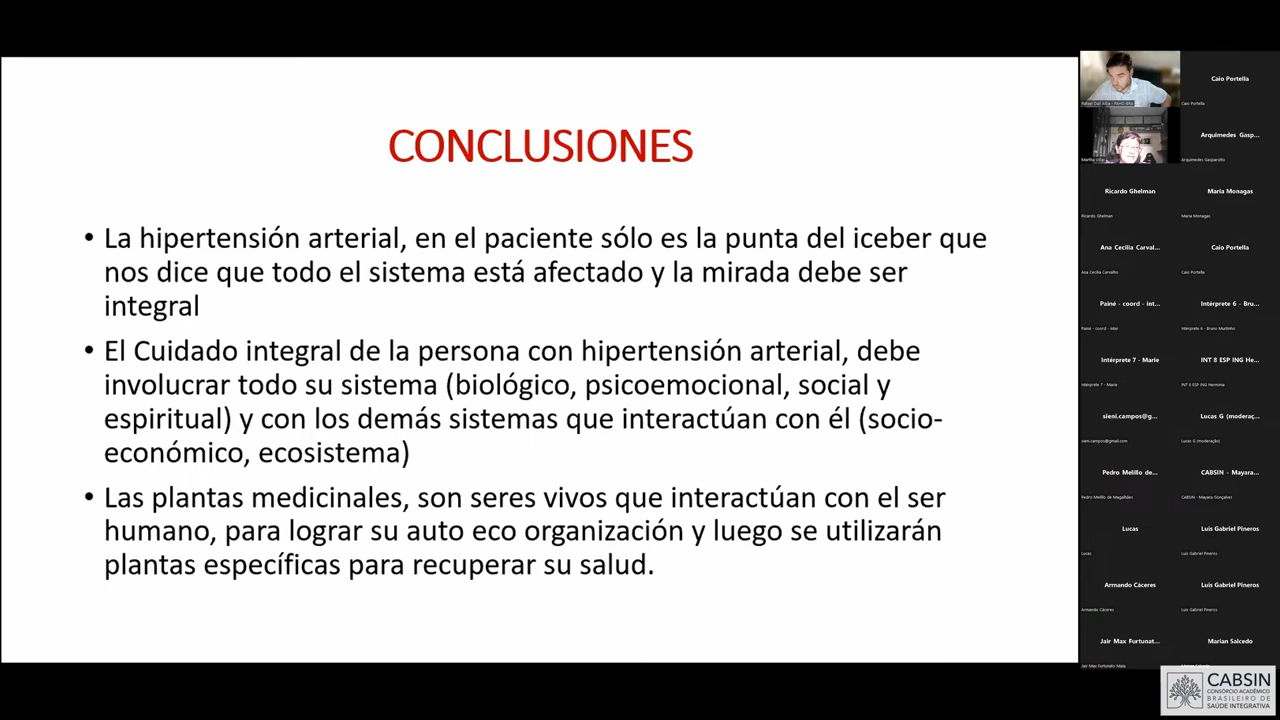 CONCLUSIONES
• La hipertensión arterial, en el paciente sólo es la punta del iceber que
nos dice que todo el sistema está afectado y la mirada debe ser
integral
• El Cuidado integral de la persona con hipertensión arterial, debe
involucrar todo su sistema (biológico, psicoemocional, social y
espiritual) y con los demás sistemas que interactúan con él (socio-
económico, ecosistema)
• Las plantas medicinales, son seres vivos que interactúan con el ser
humano, para lograr su auto eco organización y luego se utilizarán
plantas específicas para recuperar su salud.
Caio Portella
Caio Portella
Arquimedes Gasp...
Arquimedes Gasparotto
Ricardo Ghelman
Ricardo Ghelman
Maria Monagas
Maria Monagas
Ana Cecilia Carval...
Ana Cecilia Carvalho
Caio Portella
Caio Portella
Painé - coord - int...
Painé - coord - inter
Intérprete 6 - Bru...
Intérprete 6 - Bruno Murtinho
Intérprete 7 - Marie
Intérprete 7 - Marie
INT 8 ESP ING He...
INT 8 ESP ING Herminia
sieni.campos@g...
sieni.campos@gmail.com
Lucas G (moderaç...
Lucas G (moderação)
Pedro Melillo de...
Pedro Melillo de Magalhães
CABSIN - Mayara...
CABSIN - Mayara Gonçalves
Lucas
Lucas
Luis Gabriel Pineros
Luis Gabriel Pineros
Armando Cáceres
Armando Cáceres
Luis Gabriel Pineros
Luis Gabriel Pineros
Jair Max Furtunat...
Jair Max Furtunato Maia
Marian Salcedo
CABSIN
CONSÓRCIO ACADÊMICO
BRASILEIRO DE
SAÚDE INTEGRATIVA